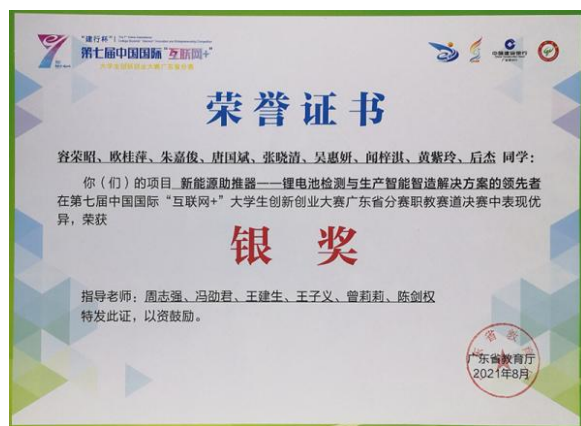 "建行杯"
第七届中国国际"互联网+"
荣誉证书
容荣昭、欧桂萍、朱嘉俊、唐国斌、张晓清、吴惠妍、闻梓淇、黄紫玲、后杰 同学：
你（们）的项目 新能源助推器——锂电池检测与生产智能智造解决方案的领先者
在第七届中国国际"互联网+"大学生创新创业大赛广东省分赛职教赛道决赛中表现优
异，荣获
银 奖
指导老师：周志强、冯劭君、王建生、王子义、曾莉莉、陈剑权
特发此证，以资鼓励。
广东省教育厅
2021年8月